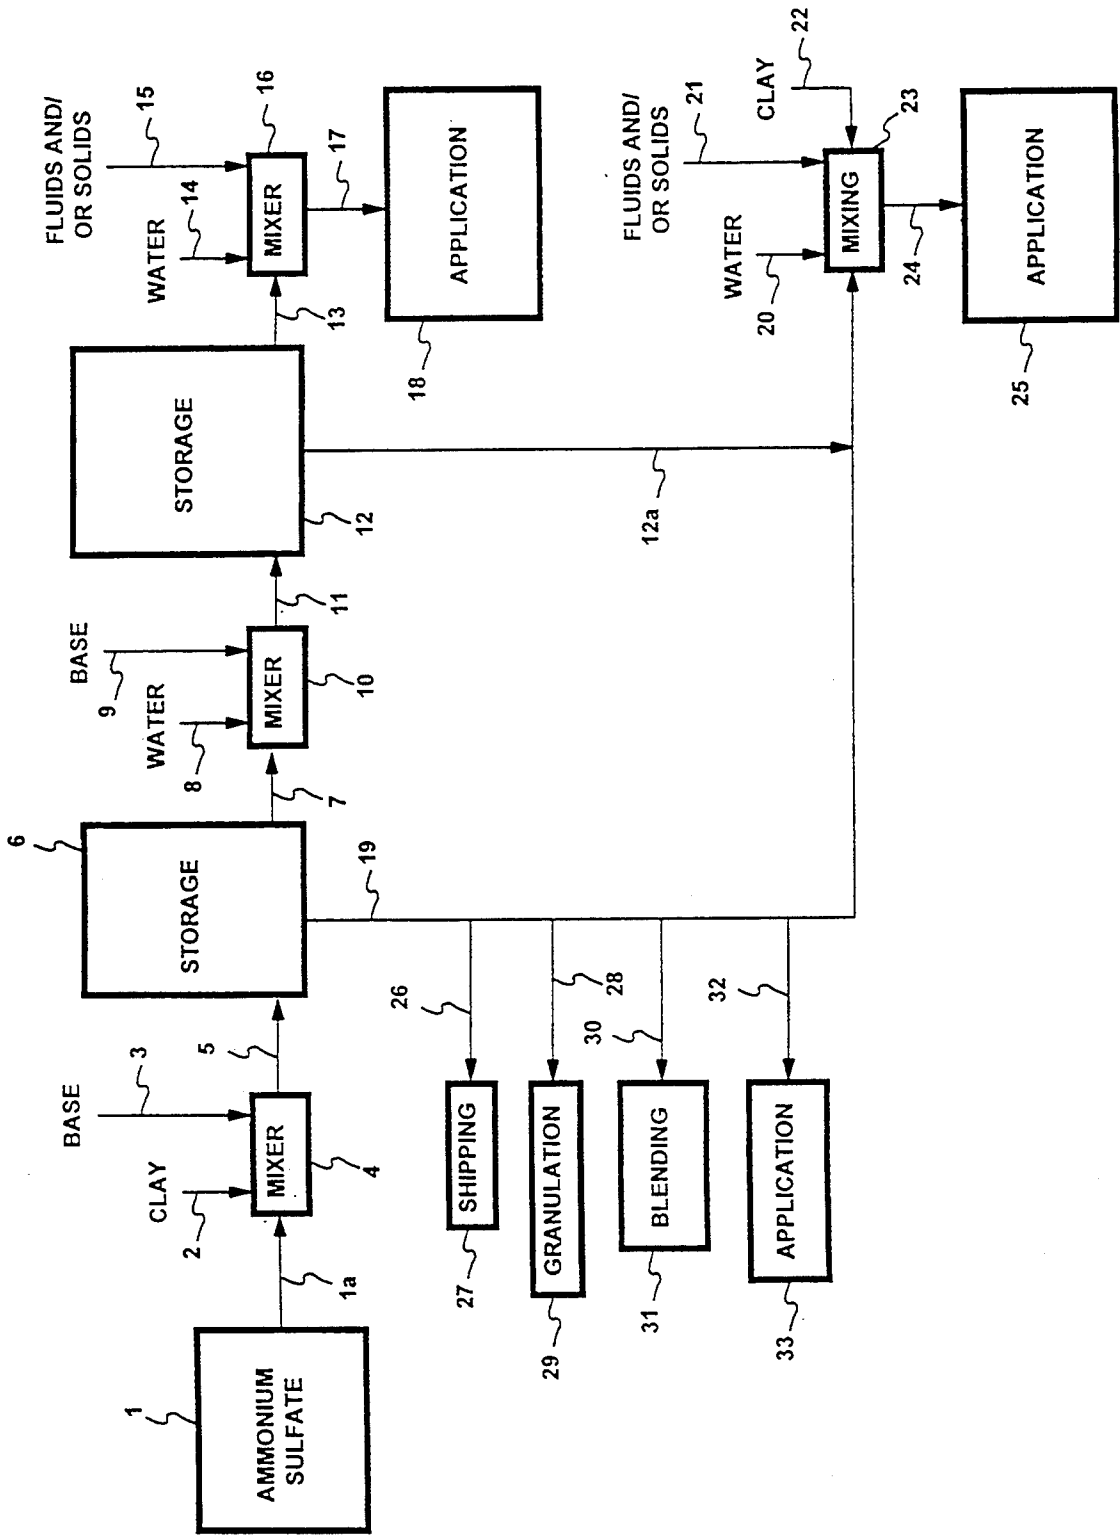 1
AMMONIUM
SULFATE
1a
CLAY
2
BASE
3
MIXER
4
5
6
STORAGE
7
WATER
8
BASE
9
MIXER
10
11
STORAGE
12
12a
13
WATER
14
FLUIDS AND/
OR SOLIDS
15
MIXER
16
17
APPLICATION
18
19
WATER
20
FLUIDS AND/
OR SOLIDS
21
CLAY
22
MIXING
23
24
APPLICATION
25
26
SHIPPING
27
28
GRANULATION
29
30
BLENDING
31
32
APPLICATION
33